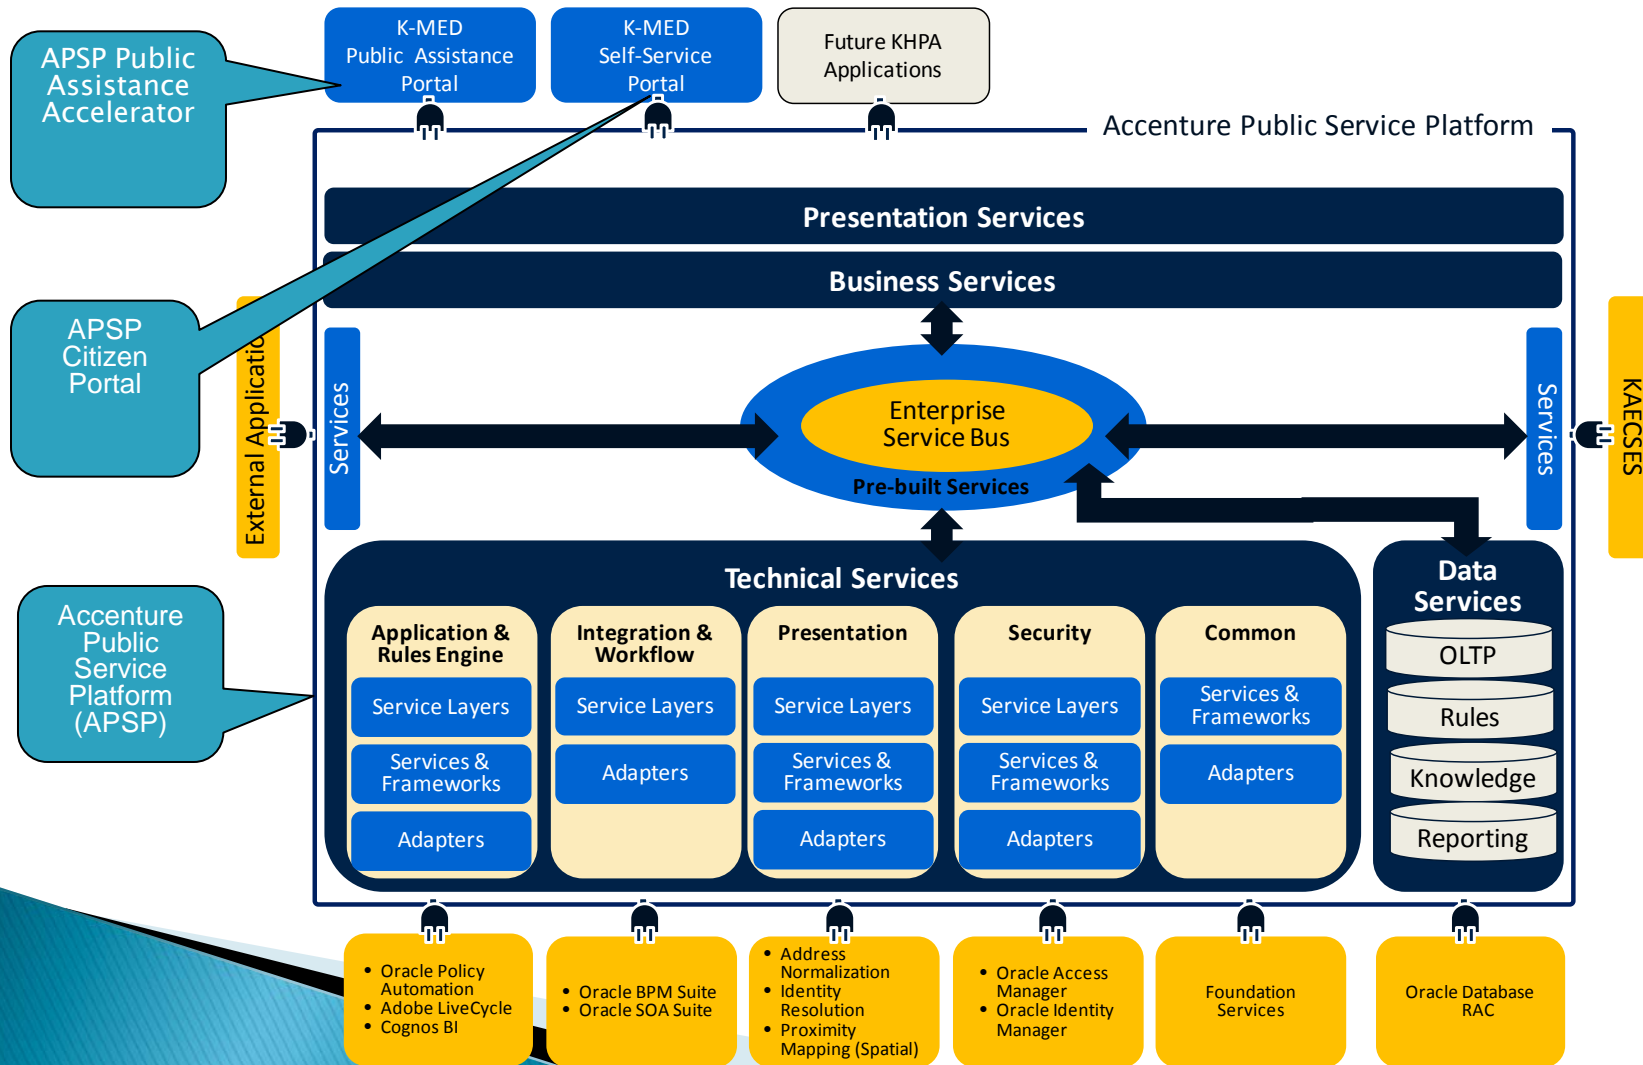 K-MED
Public Assistance
Portal
K-MED
Self-Service
Portal
Future KHPA
Applications
APSP Public
Assistance
Accelerator
Accenture Public Service Platform
Presentation Services
Business Services
APSP
Citizen
Portal
External Application
Services
Enterprise
Service Bus
Pre-built Services
Services
KAECSES
Accenture
Public
Service
Platform
(APSP)
Technical Services
Application &
Rules Engine
Service Layers
Services &
Frameworks
Adapters
Integration &
Workflow
Service Layers
Adapters
Presentation
Service Layers
Services &
Frameworks
Adapters
Security
Service Layers
Services &
Frameworks
Adapters
Common
Services &
Frameworks
Adapters
Data
Services
OLTP
Rules
Knowledge
Reporting
• Oracle Policy
Automation
• Adobe LiveCycle
• Cognos BI
• Oracle BPM Suite
• Oracle SOA Suite
• Address
Normalization
• Identity
Resolution
• Proximity
Mapping (Spatial)
• Oracle Access
Manager
• Oracle Identity
Manager
Foundation
Services
Oracle Database
RAC